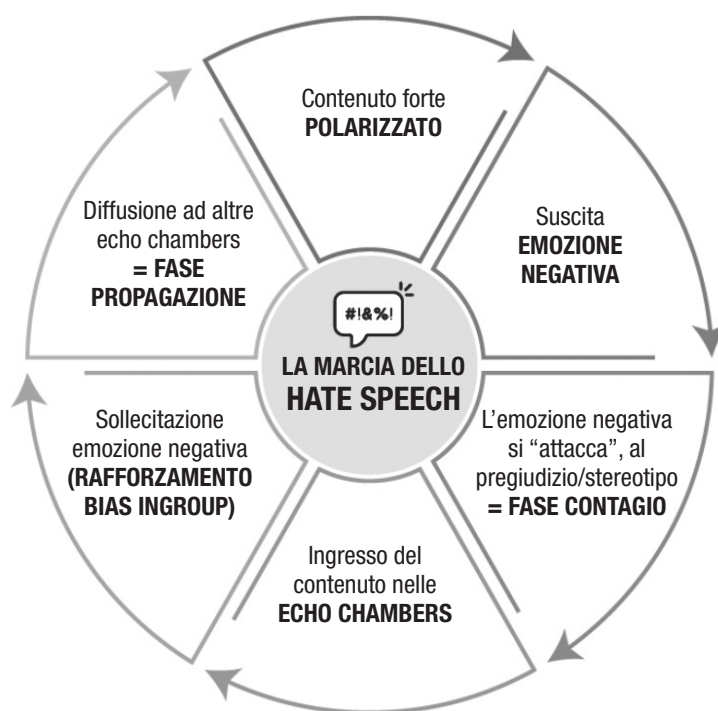 Contenuto forte
POLARIZZATO
Suscita
EMOZIONE
NEGATIVA
L’emozione negativa
si “attacca”, al
pregiudizio/stereotipo
= FASE CONTAGIO
Ingresso del
contenuto nelle
ECHO CHAMBERS
Sollecitazione
emozione negativa
(RAFFORZAMENTO
BIAS INGROUP)
Diffusione ad altre
echo chambers
= FASE
PROPAGAZIONE
#!&%!
LA MARCIA DELLO
HATE SPEECH